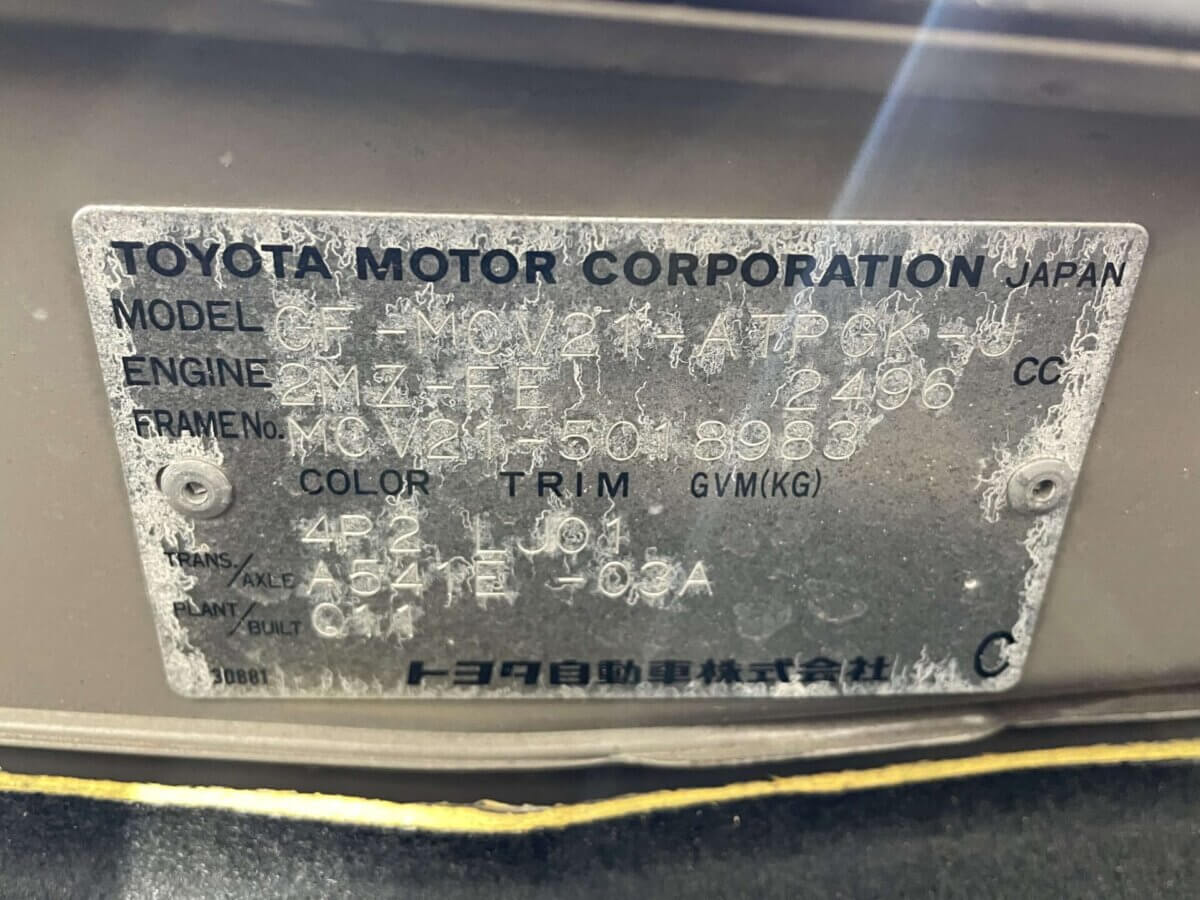 TOYOTA MOTOR CORPORATION JAPAN
MODEL GF-MCV21-ATPGK-J
ENGINE 2MZ-FE 2496 CC
FRAME No. MCV21-5018983
COLOR TRIM GVM(KG)
4P2 LJ01
TRANS./AXLE A541E -03A
PLANT/BUILT Q11
30881
トヨタ自動車株式会社 C